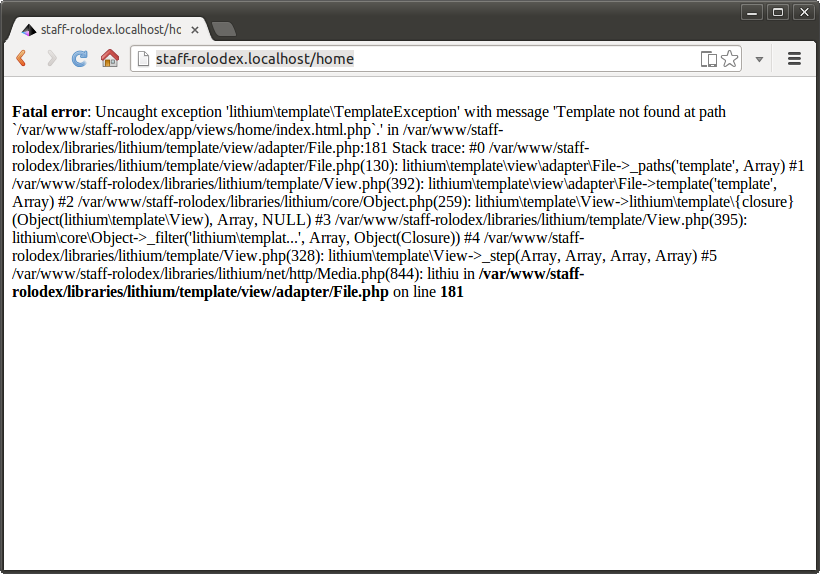 staff-rolodex.localhost/ho
staff-rolodex.localhost/home
Fatal error: Uncaught exception 'lithium\template\TemplateException' with message 'Template not found at path
`/var/www/staff-rolodex/app/views/home/index.html.php`.' in /var/www/staff-
rolodex/libraries/lithium/template/view/adapter/File.php:181 Stack trace: #0 /var/www/staff-
rolodex/libraries/lithium/template/view/adapter/File.php(130): lithium\template\view\adapter\File->_paths('template', Array) #1
/var/www/staff-rolodex/libraries/lithium/template/View.php(392): lithium\template\view\adapter\File->template('template',
Array) #2 /var/www/staff-rolodex/libraries/lithium/core/Object.php(259): lithium\template\View->lithium\template\{closure}
(Object(lithium\template\View), Array, NULL) #3 /var/www/staff-rolodex/libraries/lithium/template/View.php(395):
lithium\core\Object->_filter('lithium\templat...', Array, Object(Closure)) #4 /var/www/staff-
rolodex/libraries/lithium/template/View.php(328): lithium\template\View->_step(Array, Array, Array, Array) #5
/var/www/staff-rolodex/libraries/lithium/net/http/Media.php(844): lithiu in /var/www/staff-
rolodex/libraries/lithium/template/view/adapter/File.php on line 181